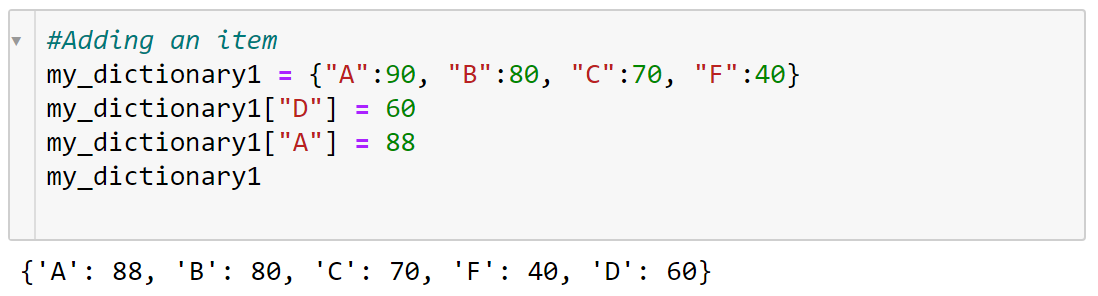 #Adding an item
my_dictionary1 = {"A":90, "B":80, "C":70, "F":40}
my_dictionary1["D"] = 60
my_dictionary1["A"] = 88
my_dictionary1
{'A': 88, 'B': 80, 'C': 70, 'F': 40, 'D': 60}